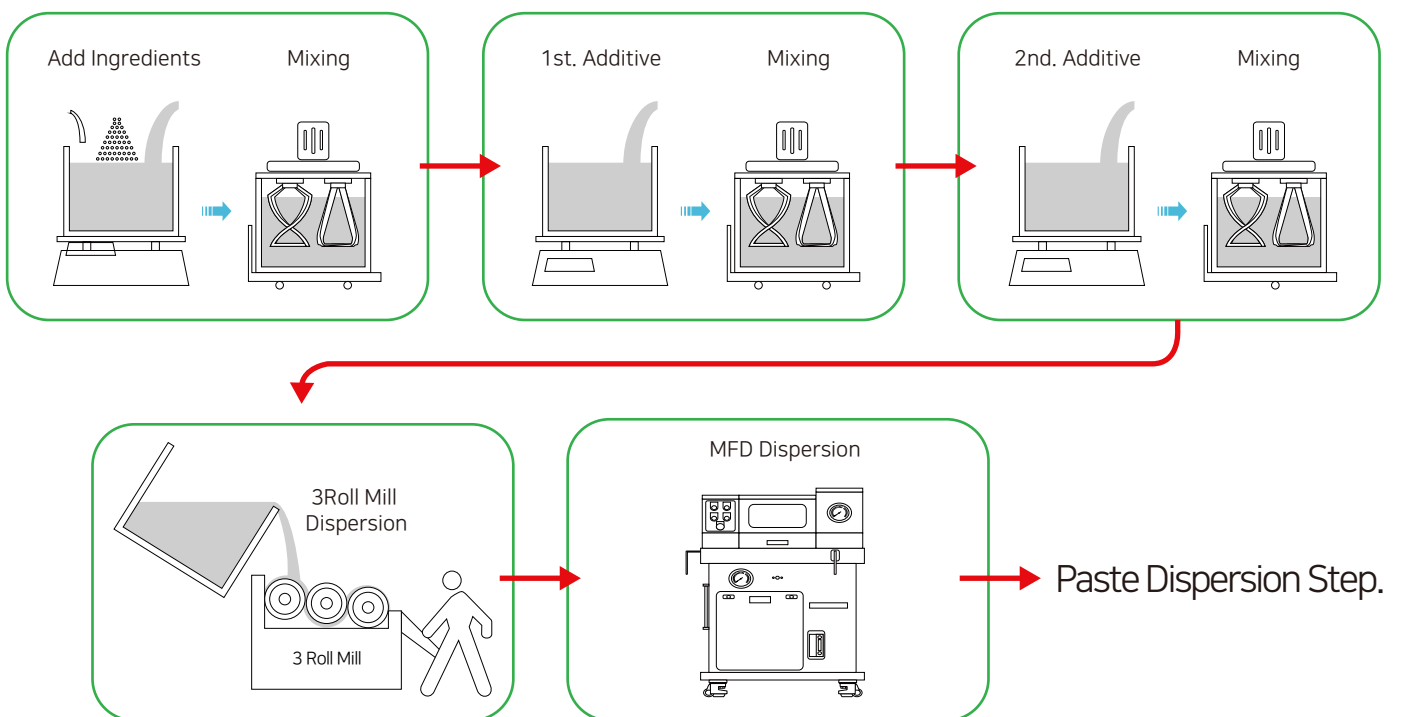 Add Ingredients
Mixing
1st. Additive
Mixing
2nd. Additive
Mixing
3Roll Mill
Dispersion
3 Roll Mill
MFD Dispersion
Paste Dispersion Step.